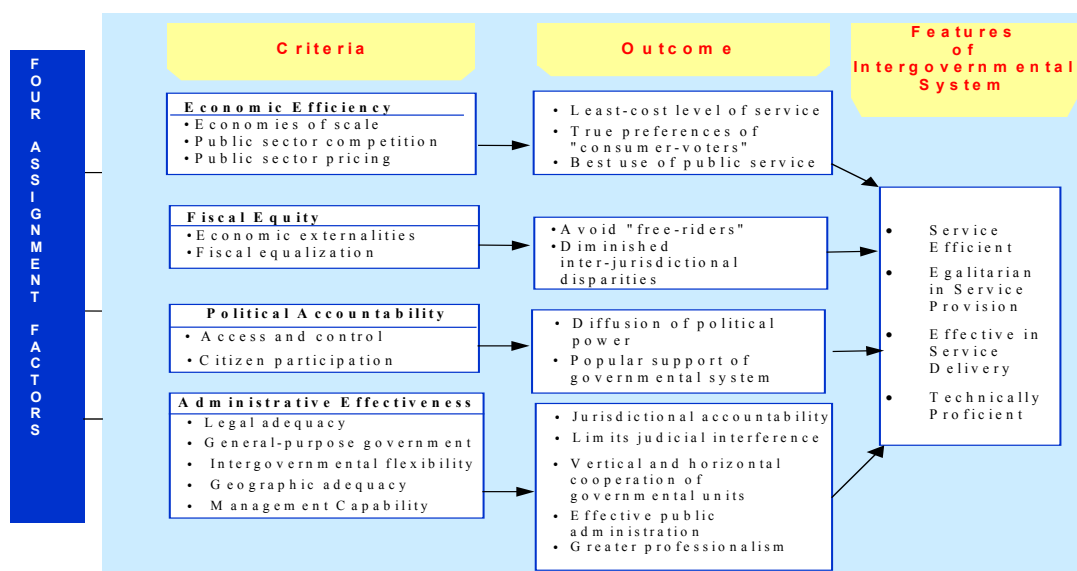 FOUR ASSIGNMENT FACTORS
Criteria
Outcome
Features
of
Intergovernmental
System
Economic Efficiency
•Economies of scale
•Public sector competition
•Public sector pricing
• Least-cost level of service
• True preferences of
"consumer-voters"
• Best use of public service
Fiscal Equity
•Economic externalities
•Fiscal equalization
•Avoid "free-riders"
•Diminished
inter-jurisdictional
disparities
Political Accountability
• Access and control
• Citizen participation
• Diffusion of political
power
• Popular support of
governmental system
Administrative Effectiveness
• Legal adequacy
• General-purpose government
• Intergovernmental flexibility
• Geographic adequacy
• Management Capability
• Jurisdictional accountability
• Limits judicial interference
• Vertical and horizontal
cooperation of
governmental units
• Effective public
administration
• Greater professionalism
• Service
Efficient
• Egalitarian
in Service
Provision
• Effective in
Service
Delivery
• Technically
Proficient